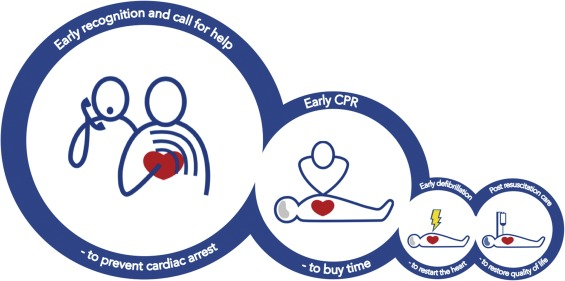 Early recognition and call for help
- to prevent cardiac arrest
Early CPR
- to buy time
Early defibrillation
- to restart the heart
Post resuscitation care
- to restore quality of life